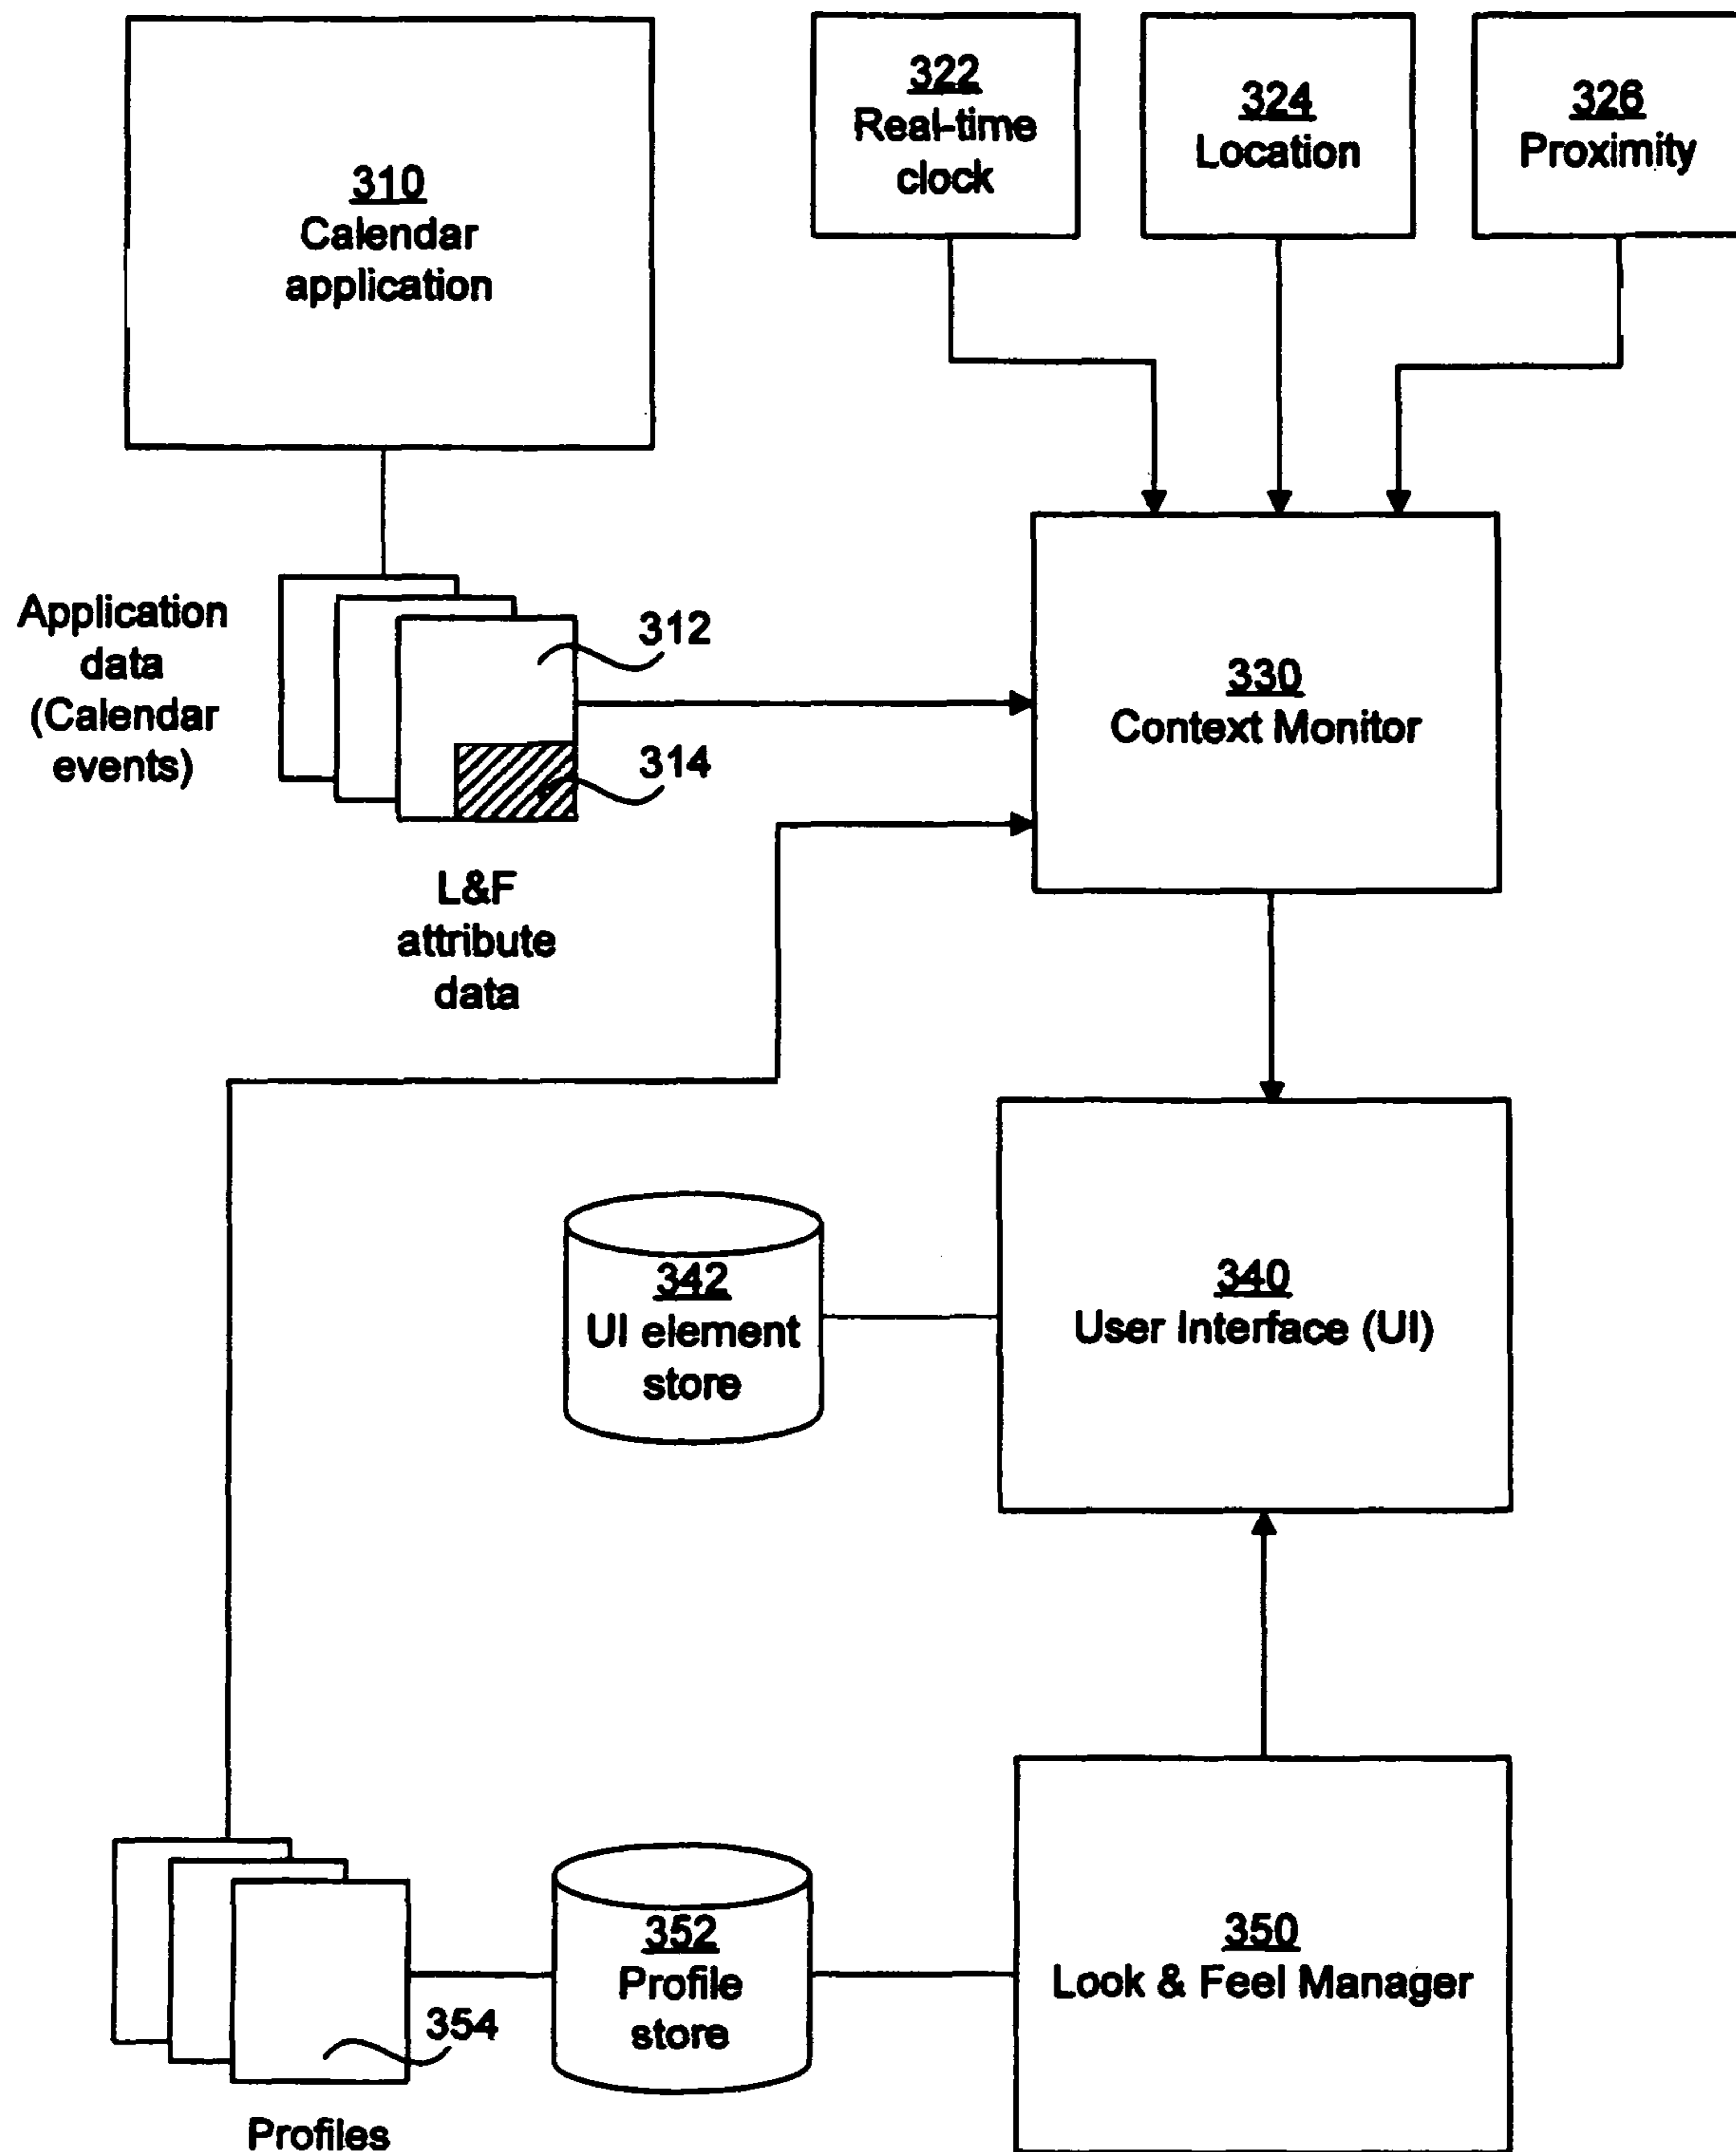 310
Calendar
application
322
Real-time
clock
324
Location
326
Proximity
Application
data
(Calendar
events)
312
314
L&F
attribute
data
330
Context Monitor
342
UI element
store
340
User Interface (UI)
354
Profiles
352
Profile
store
350
Look & Feel Manager